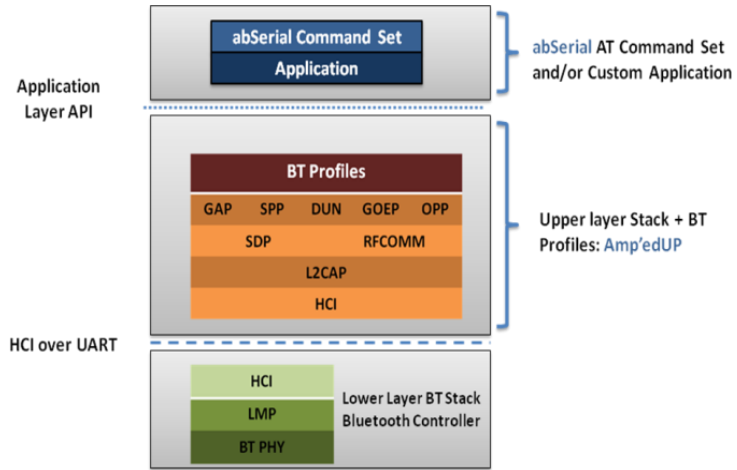 abSerial Command Set
Application
abSerial AT Command Set
and/or Custom Application
Application
Layer API
BT Profiles
GAP SPP DUN GOEP OPP
SDP RFCOMM
L2CAP
HCI
Upper layer Stack + BT
Profiles: Amp'edUP
HCI over UART
HCI
LMP
BT PHY
Lower Layer BT Stack
Bluetooth Controller